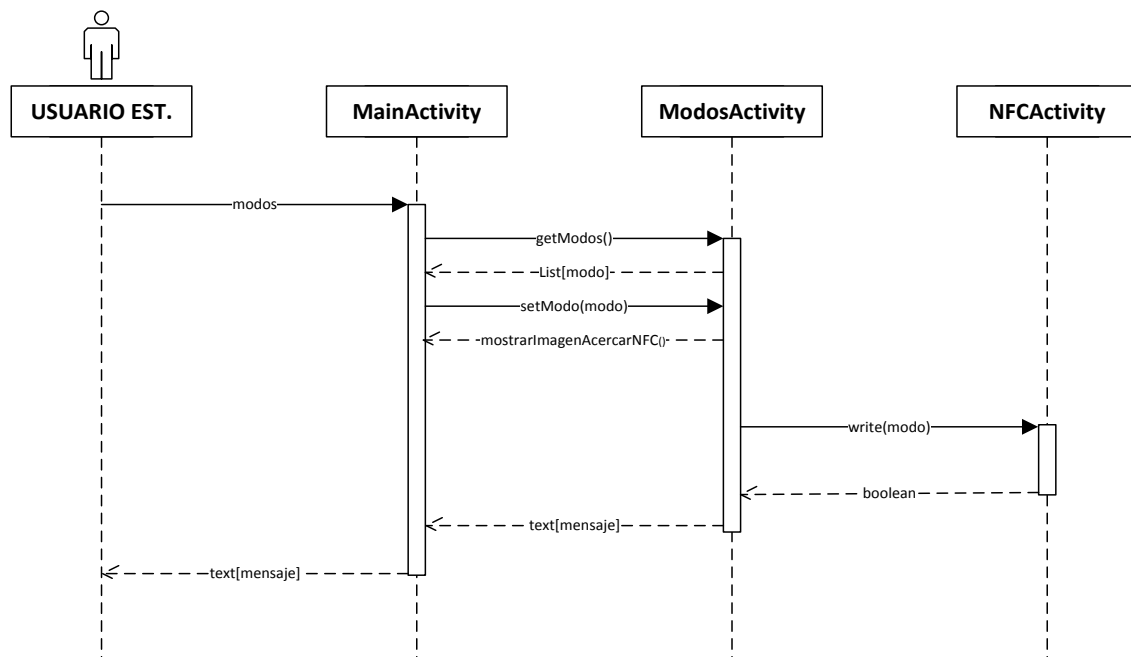 USUARIO EST.
MainActivity
ModosActivity
NFCActivity
modos
getModos()
List[modo]
setModo(modo)
mostrarImagenAcercarNFC()
write(modo)
boolean
text[mensaje]
text[mensaje]